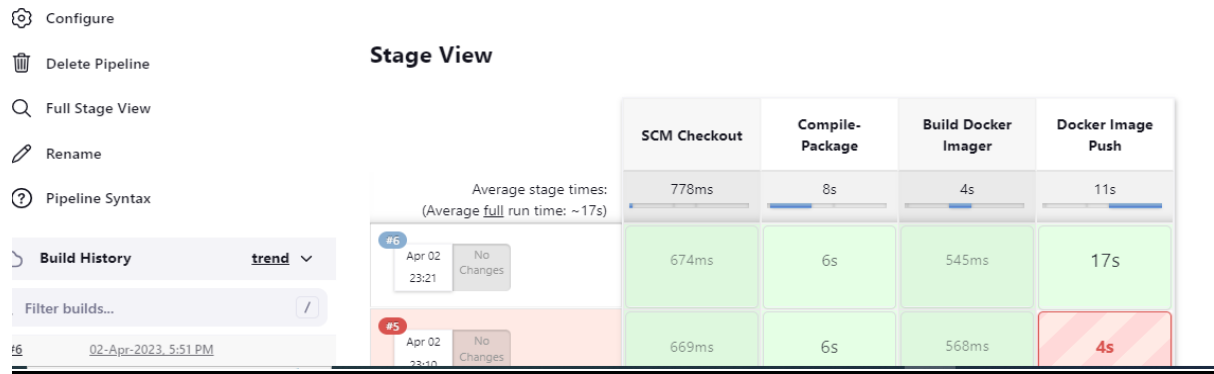 Configure
Delete Pipeline
Full Stage View
Rename
Pipeline Syntax
Build History trend
Filter builds... /
#6 02-Apr-2023, 5:51 PM
Stage View
SCM Checkout Compile-Package Build Docker Imager Docker Image Push
Average stage times: 778ms 8s 4s 11s
(Average full run time: ~17s)
#6
Apr 02 No Changes 674ms 6s 545ms 17s
23:21
#5
Apr 02 No Changes 669ms 6s 568ms 4s
23:10